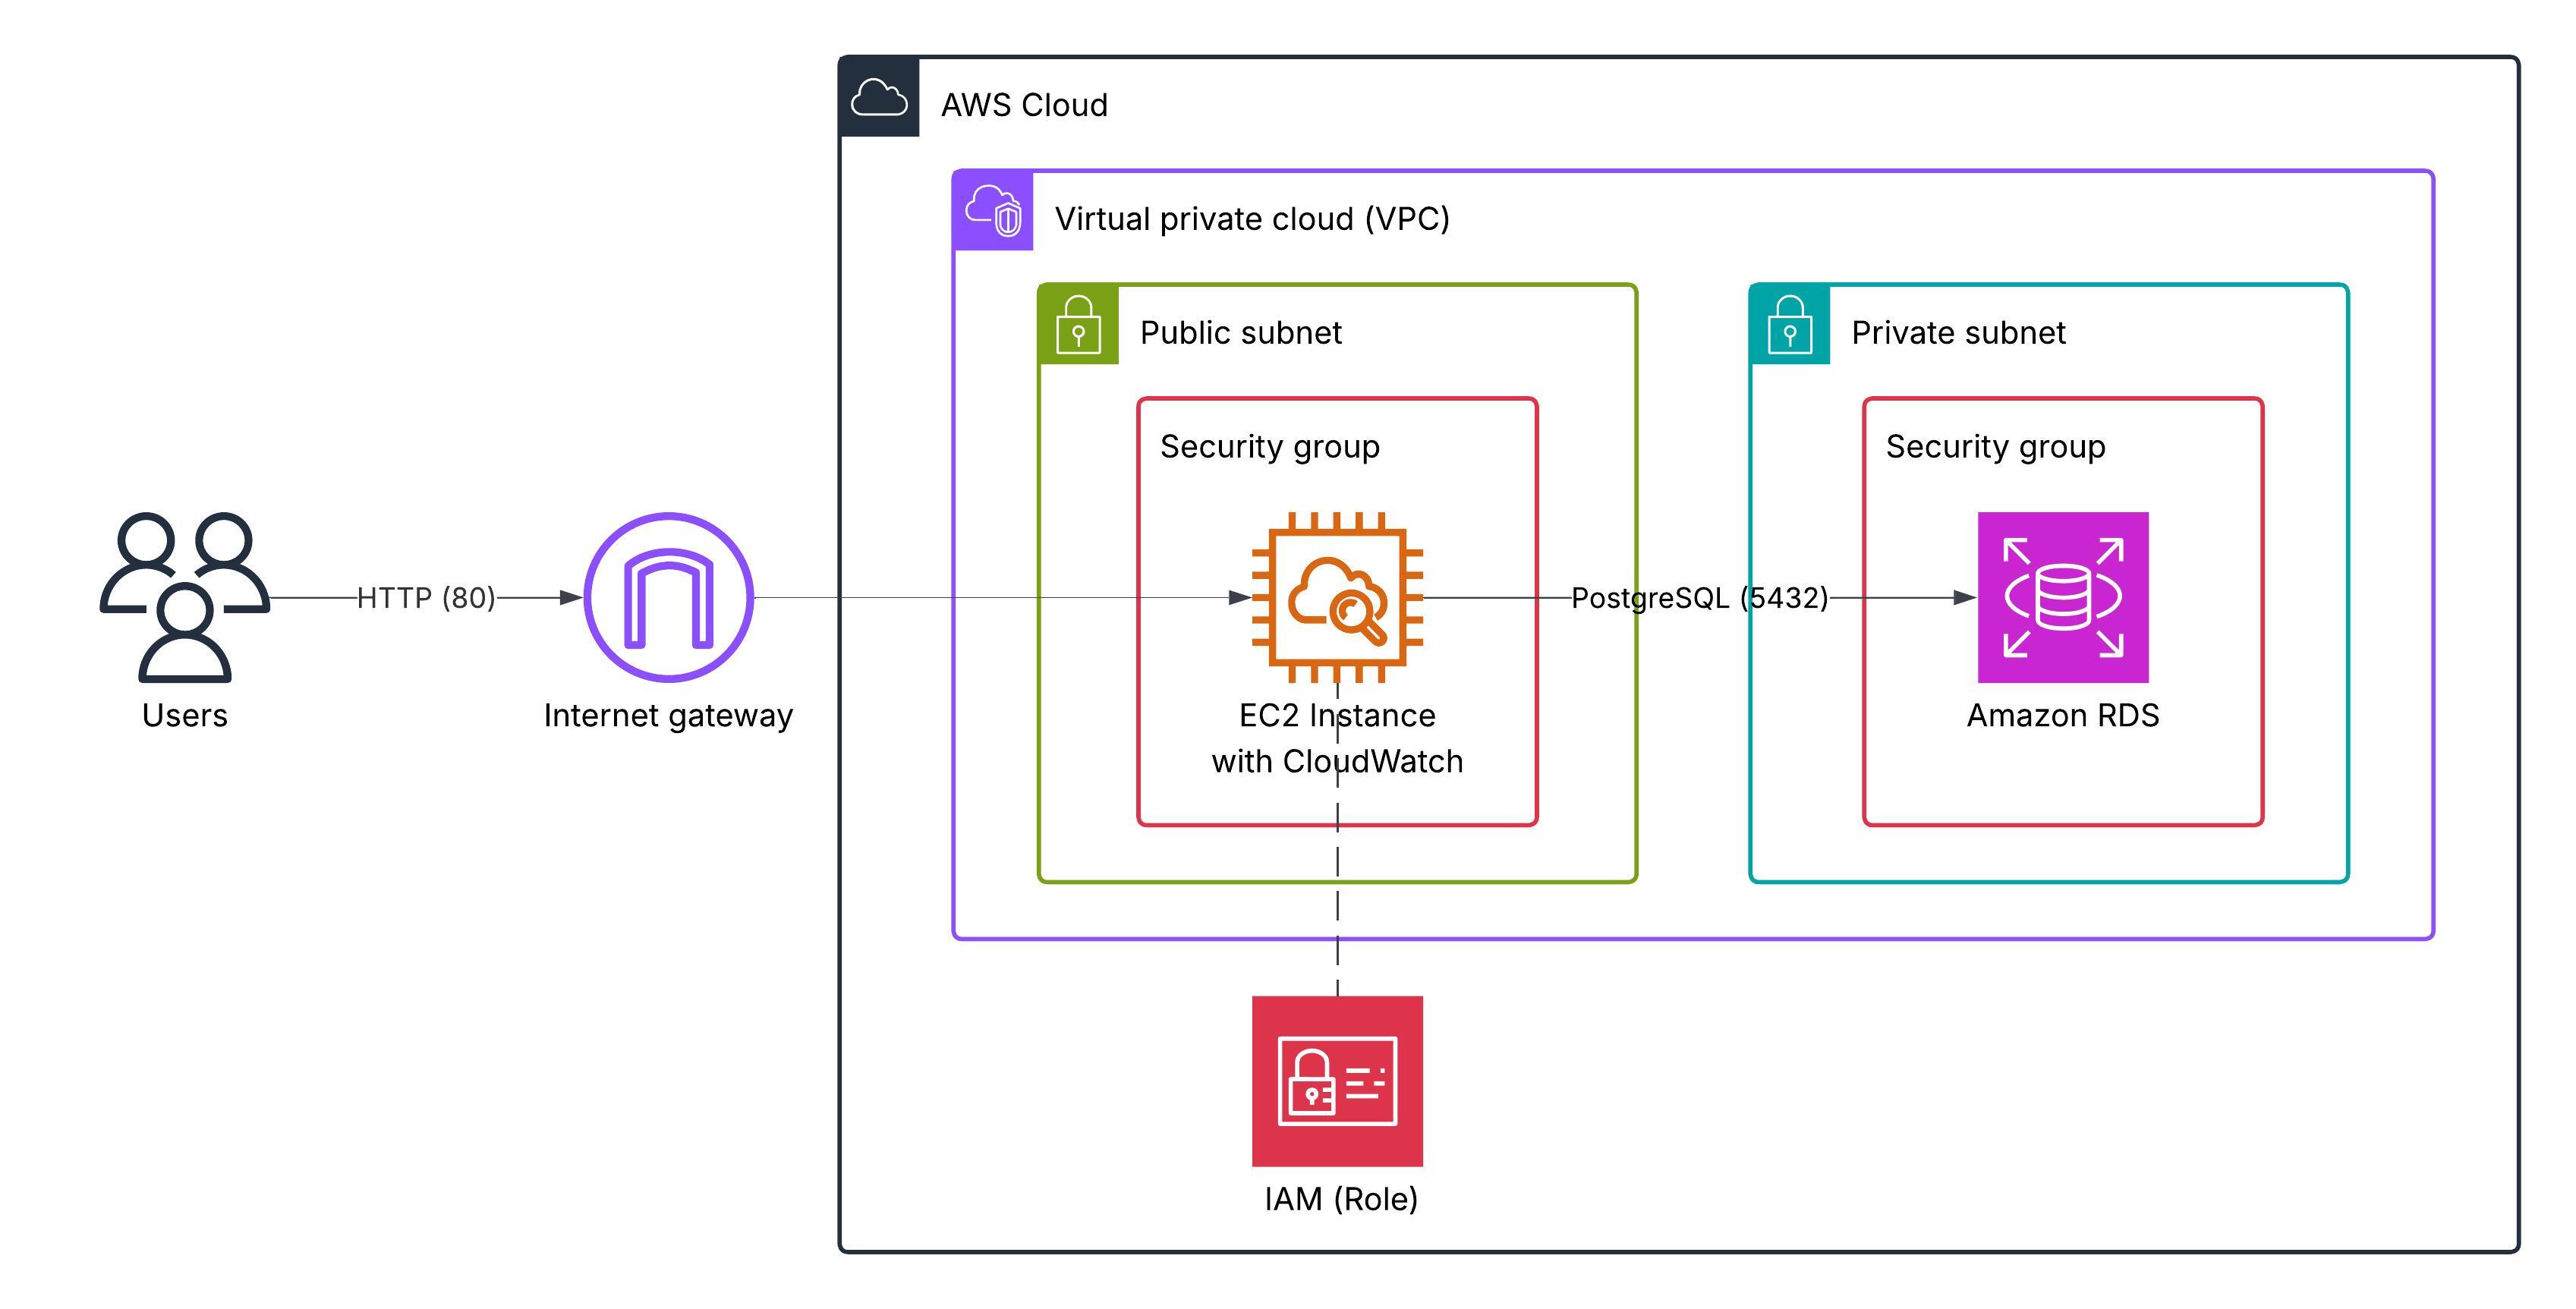 AWS Cloud
Virtual private cloud (VPC)
Public subnet
Private subnet
Security group
Security group
HTTP (80)
PostgreSQL (5432)
Users
Internet gateway
EC2 Instance
with CloudWatch
Amazon RDS
IAM (Role)